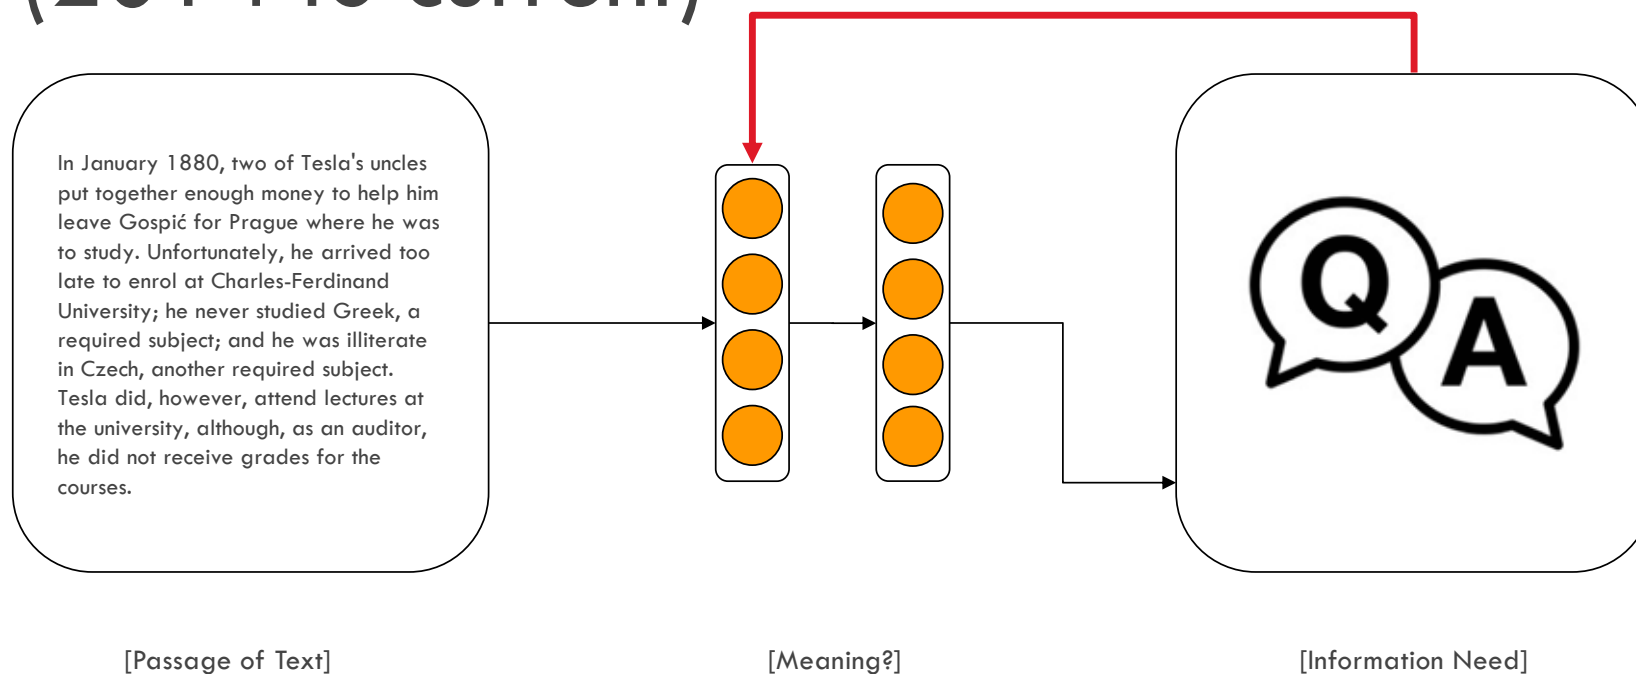 In January 1880, two of Tesla's uncles
put together enough money to help him
leave Gospić for Prague where he was
to study. Unfortunately, he arrived too
late to enrol at Charles-Ferdinand
University; he never studied Greek, a
required subject; and he was illiterate
in Czech, another required subject.
Tesla did, however, attend lectures at
the university, although, as an auditor,
he did not receive grades for the
courses.
Q
A
[Passage of Text]
[Meaning?]
[Information Need]